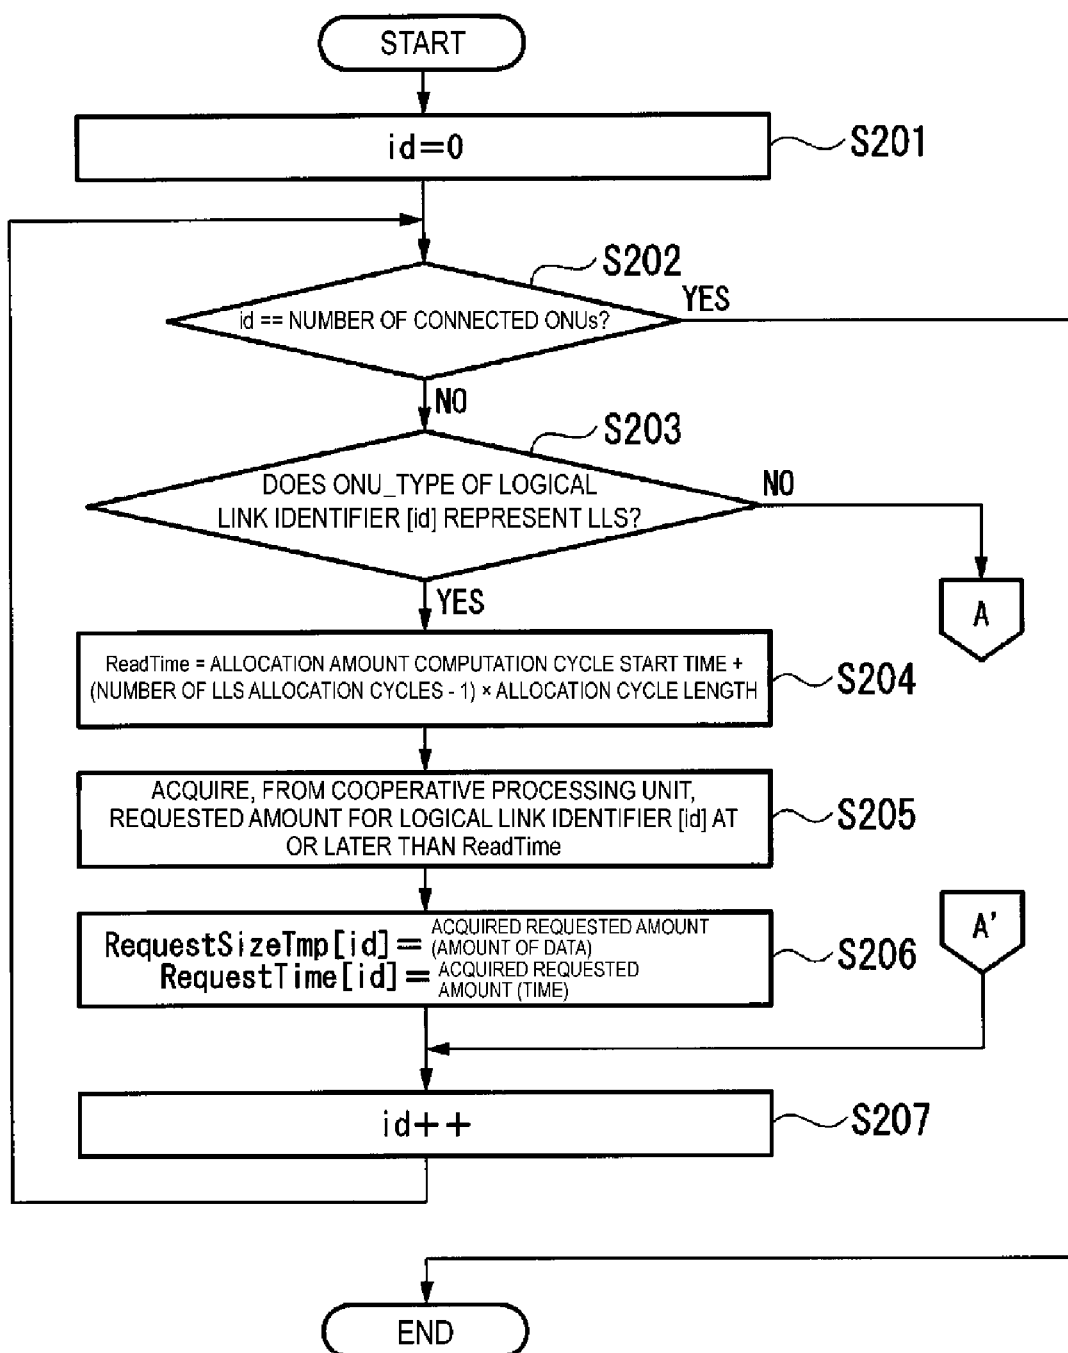 START
id=0
S201
S202
id == NUMBER OF CONNECTED ONUs?
YES
NO
S203
DOES ONU_TYPE OF LOGICAL
LINK IDENTIFIER [id] REPRESENT LLS?
NO
A
YES
ReadTime = ALLOCATION AMOUNT COMPUTATION CYCLE START TIME +
(NUMBER OF LLS ALLOCATION CYCLES - 1) × ALLOCATION CYCLE LENGTH
S204
ACQUIRE, FROM COOPERATIVE PROCESSING UNIT,
REQUESTED AMOUNT FOR LOGICAL LINK IDENTIFIER [id] AT
OR LATER THAN ReadTime
S205
RequestSizeTmp[id]= ACQUIRED REQUESTED AMOUNT
(AMOUNT OF DATA)
RequestTime[id]= ACQUIRED REQUESTED
AMOUNT (TIME)
S206
A'
id++
S207
END